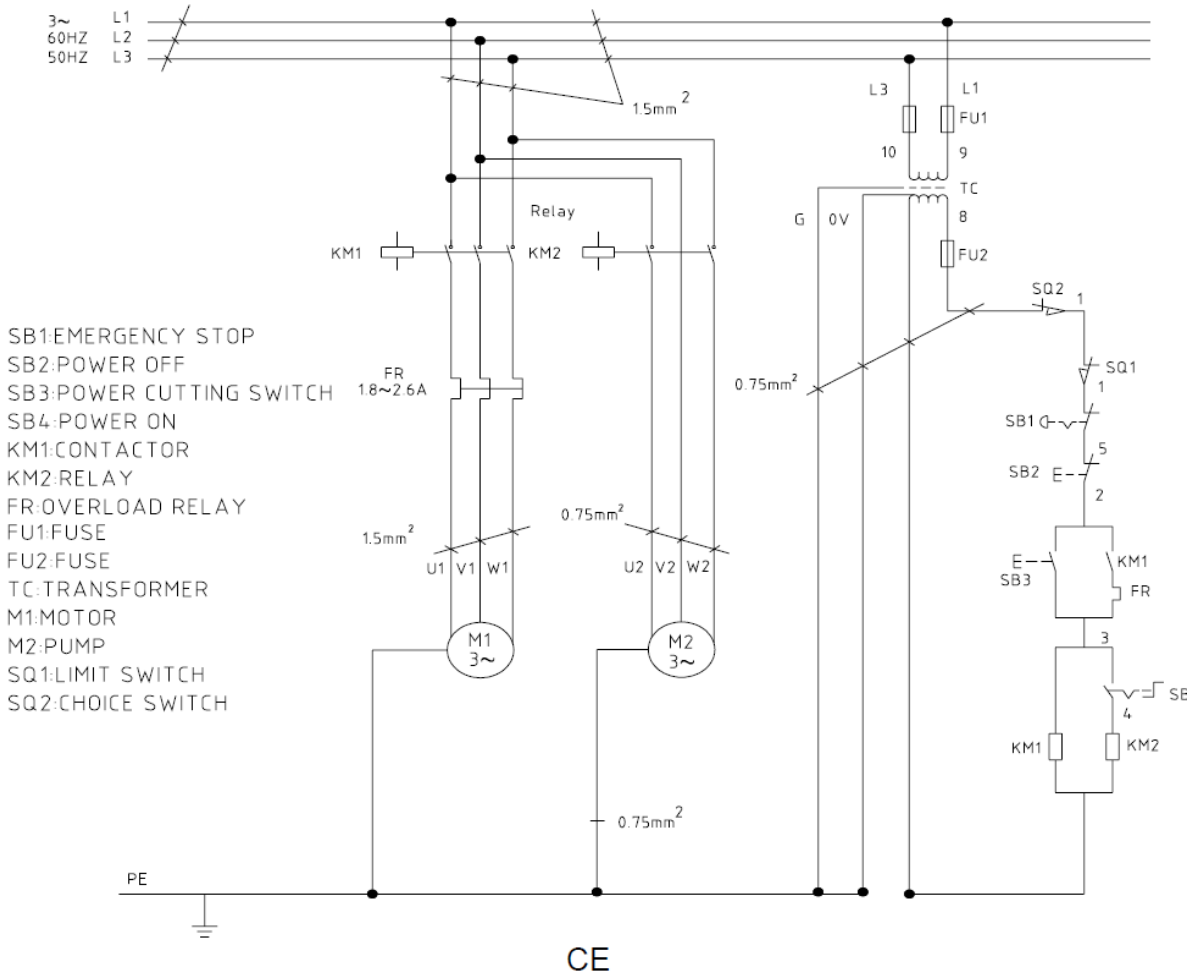 3~ L1
60HZ L2
50HZ L3
1.5mm²
L3 L1
FU1
10 9
TC
G 0V 8
FU2
Relay
KM1
KM2
SQ2
1
SQ1
1
SB1
5
SB2
2
FR
1.8~2.6A
0.75mm²
SB1:EMERGENCY STOP
SB2:POWER OFF
SB3:POWER CUTTING SWITCH
SB4:POWER ON
KM1:CONTACTOR
KM2:RELAY
FR:OVERLOAD RELAY
FU1:FUSE
FU2:FUSE
TC:TRANSFORMER
M1:MOTOR
M2:PUMP
SQ1:LIMIT SWITCH
SQ2:CHOICE SWITCH
1.5mm²
0.75mm²
U1 V1 W1
U2 V2 W2
M1
3~
M2
3~
SB3
KM1
FR
3
SB
4
KM1
KM2
0.75mm²
PE
CE